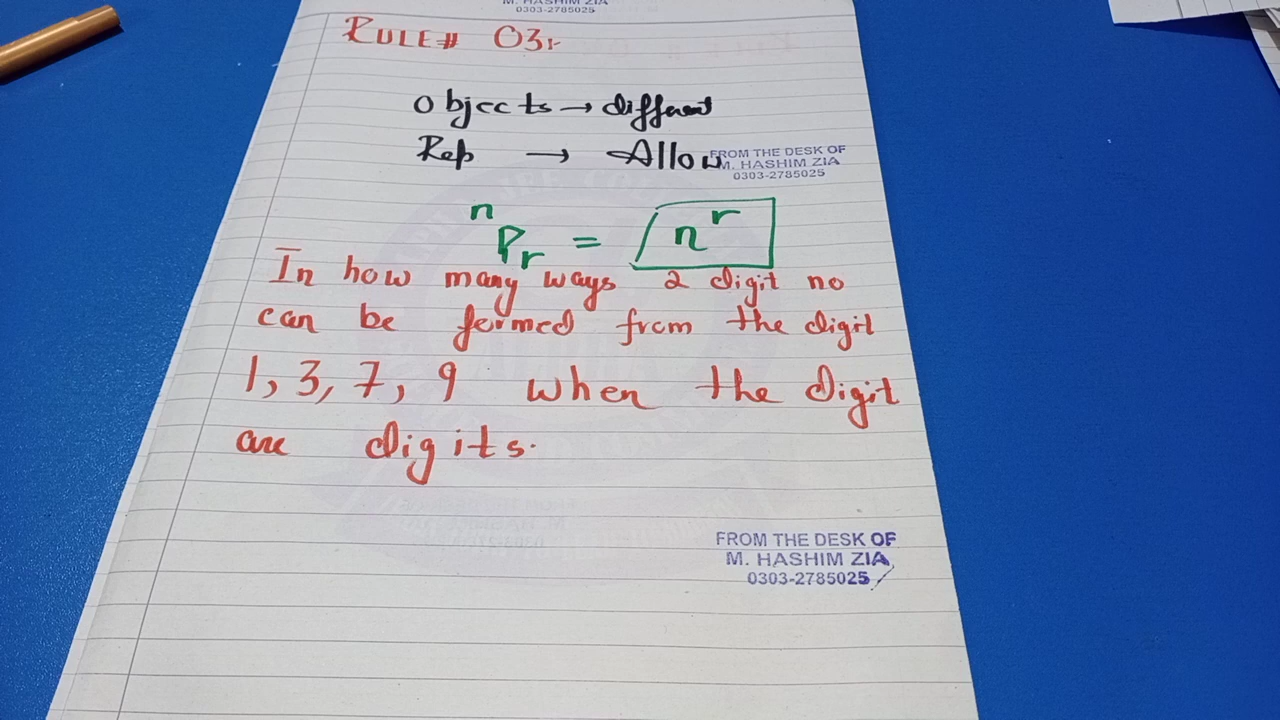 M. HASHIM ZIA
0303-2785025
RULE# 03:-
Objects → different
Rep → Allow
FROM THE DESK OF
M. HASHIM ZIA
0303-2785025
nPr = n^r
In how many ways 2 digit no
can be formed from the digit
1, 3, 7, 9 when the digit
are digits.
FROM THE DESK OF
M. HASHIM ZIA
0303-2785025